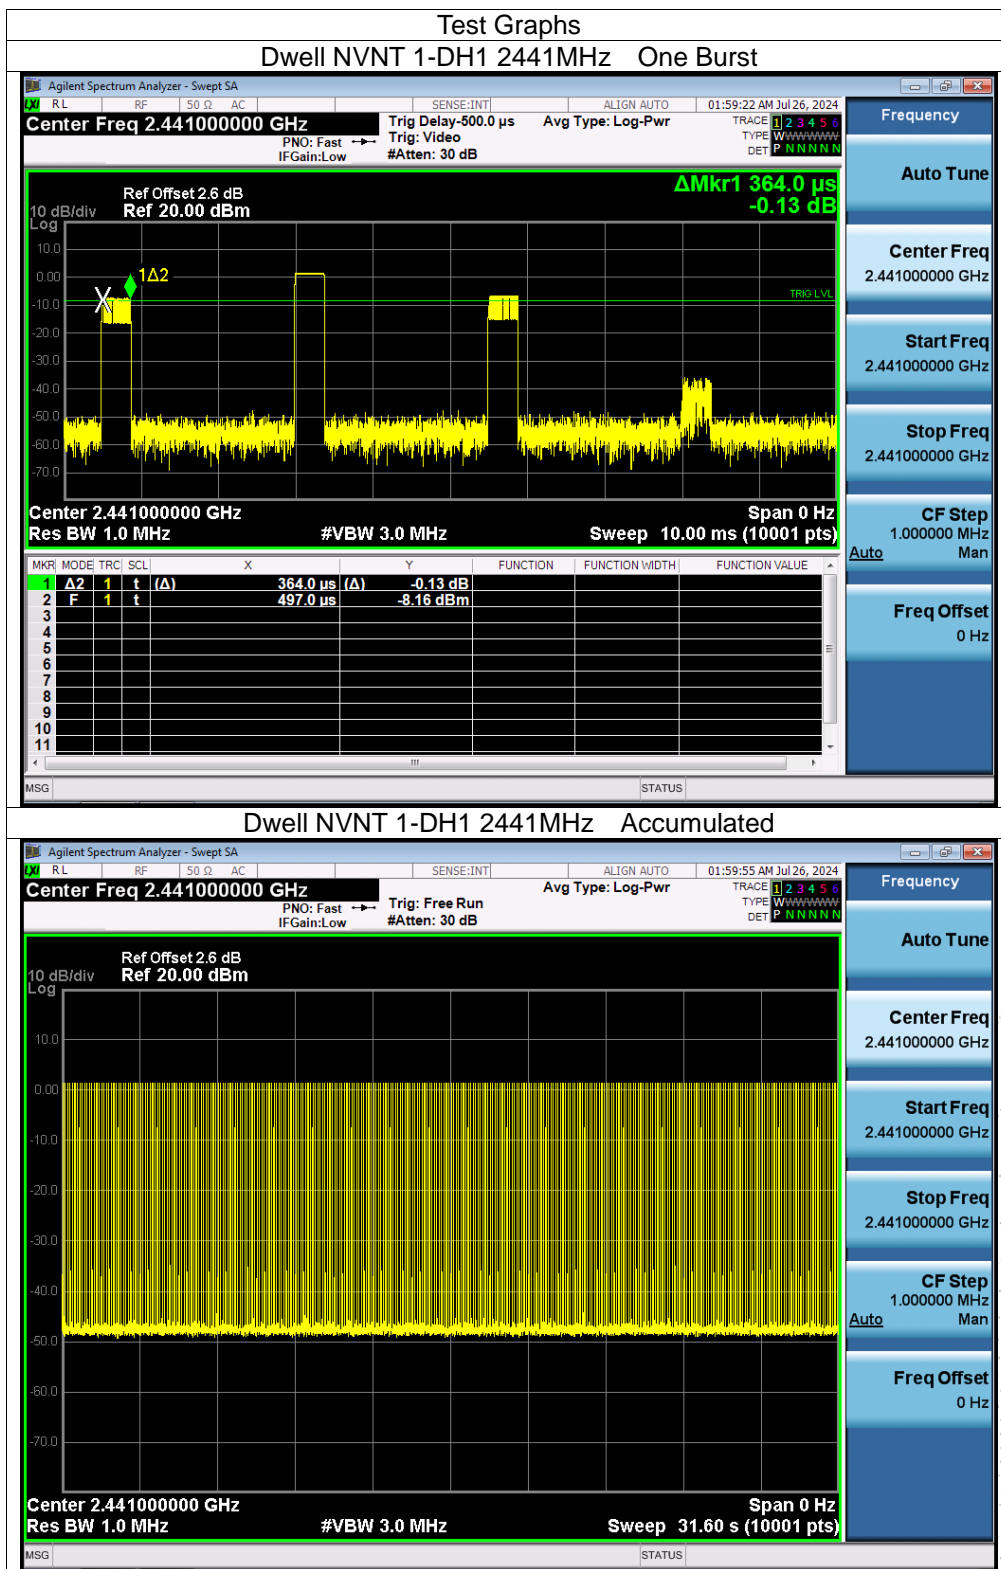 Test Graphs
Dwell NVNT 1-DH1 2441MHz One Burst
Agilent Spectrum Analyzer - Swept SA
LXI RL RF 50 Ω AC SENSE:INT ALIGN AUTO 01:59:22 AM Jul 26, 2024
Center Freq 2.441000000 GHz
PNO: Fast
IFGain:Low
Trig Delay-500.0 µs
Trig: Video
#Atten: 30 dB
Avg Type: Log-Pwr
TRACE 1 2 3 4 5 6
TYPE WWWWWW
DET P N N N N N
Frequency
Auto Tune
Center Freq
2.441000000 GHz
Start Freq
2.441000000 GHz
Stop Freq
2.441000000 GHz
CF Step
1.000000 MHz
Auto Man
Freq Offset
0 Hz
ΔMkr1 364.0 µs
-0.13 dB
Ref Offset 2.6 dB
10 dB/div Ref 20.00 dBm
Log
10.0
0.00
-10.0
-20.0
-30.0
-40.0
-50.0
-60.0
-70.0
X
1Δ2
TRIG LVL
Center 2.441000000 GHz Span 0 Hz
Res BW 1.0 MHz #VBW 3.0 MHz Sweep 10.00 ms (10001 pts)
MKR MODE TRC SCL X Y FUNCTION FUNCTION WIDTH FUNCTION VALUE
1 Δ2 1 t (Δ) 364.0 µs (Δ) -0.13 dB
2 F 1 t 497.0 µs -8.16 dBm
3
4
5
6
7
8
9
10
11
MSG STATUS
Dwell NVNT 1-DH1 2441MHz Accumulated
Agilent Spectrum Analyzer - Swept SA
LXI RL RF 50 Ω AC SENSE:INT ALIGN AUTO 01:59:55 AM Jul 26, 2024
Center Freq 2.441000000 GHz
PNO: Fast
IFGain:Low
Trig: Free Run
#Atten: 30 dB
Avg Type: Log-Pwr
TRACE 1 2 3 4 5 6
TYPE WWWWWW
DET P N N N N N
Frequency
Auto Tune
Center Freq
2.441000000 GHz
Start Freq
2.441000000 GHz
Stop Freq
2.441000000 GHz
CF Step
1.000000 MHz
Auto Man
Freq Offset
0 Hz
Ref Offset 2.6 dB
10 dB/div Ref 20.00 dBm
Log
10.0
0.00
-10.0
-20.0
-30.0
-40.0
-50.0
-60.0
-70.0
Center 2.441000000 GHz Span 0 Hz
Res BW 1.0 MHz #VBW 3.0 MHz Sweep 31.60 s (10001 pts)
MSG STATUS